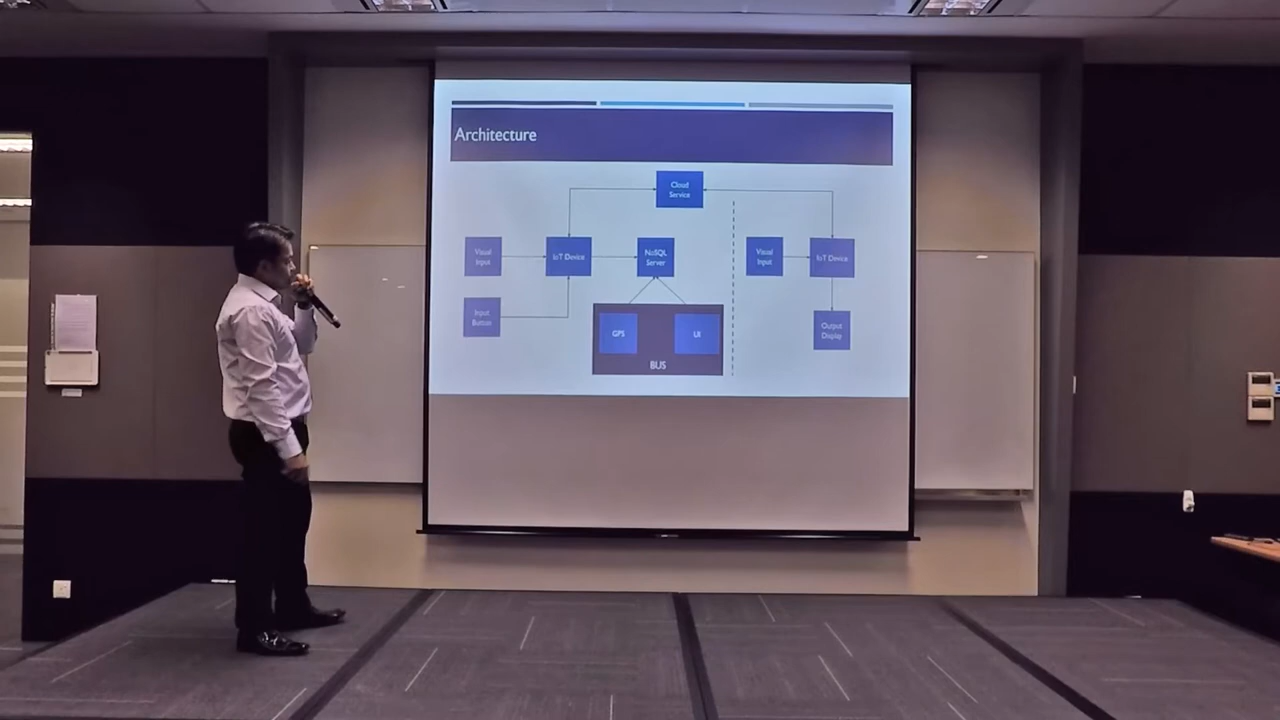 Architecture
Cloud
Service
Visual
Input
IoT Device
NoSQL
Server
Visual
Input
IoT Device
Input
Button
GPS
UI
Output
Display
BUS